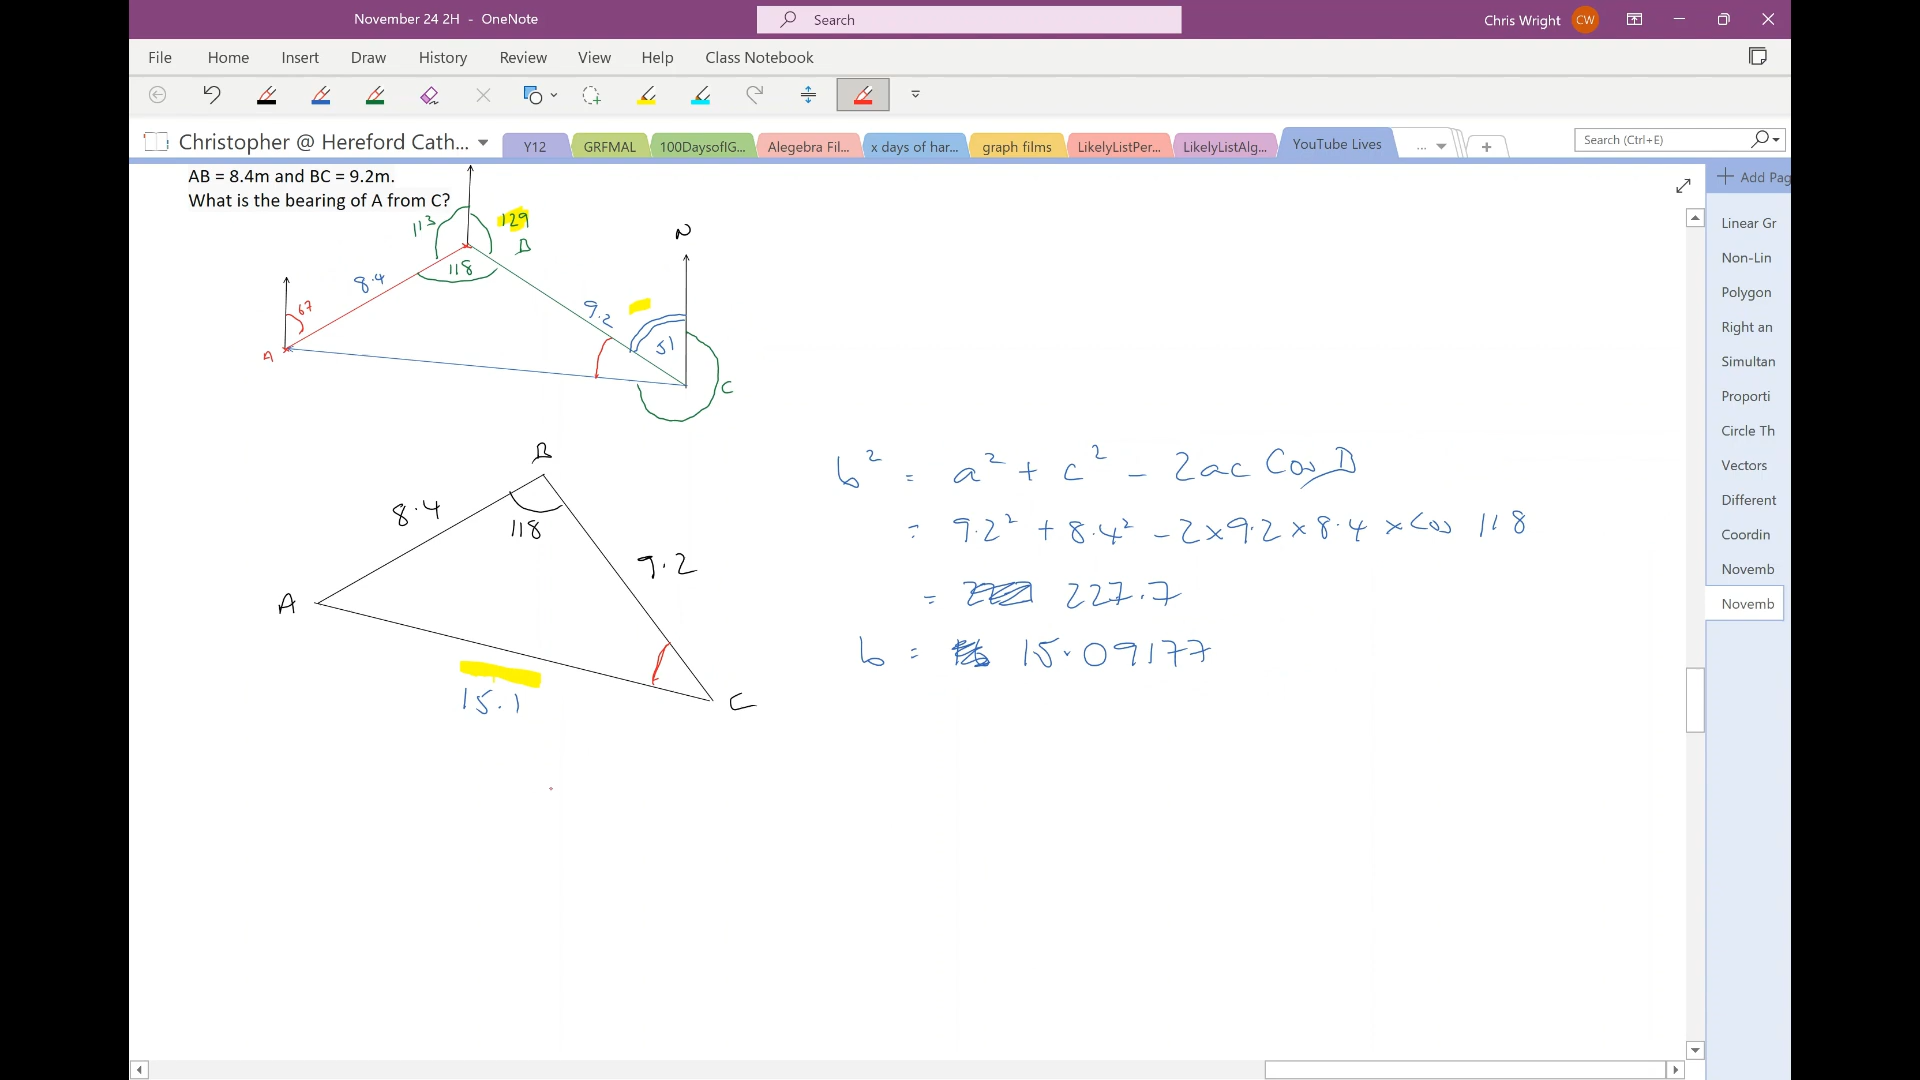 November 24 2H - OneNote
Search
Chris Wright
CW
File Home Insert Draw History Review View Help Class Notebook
Christopher @ Hereford Cath...
Y12 GRFMAL 100DaysofIG... Alegebra Fil... x days of har... graph films LikelyListPer... LikelyListAlg... YouTube Lives ... +
Search (Ctrl+E)
Add Pag
AB = 8.4m and BC = 9.2m.
What is the bearing of A from C?
113 129
B
118
8.4
67
A
9.2
N
51
C
B
8.4
118
9.2
A
15.1
C
b² = a² + c² - 2ac Cos B
= 9.2² + 8.4² - 2x9.2x8.4 x Cos 118
= 227.7
b = 15.09177
Linear Gr
Non-Lin
Polygon
Right an
Simultan
Proporti
Circle Th
Vectors
Different
Coordin
Novemb
Novemb